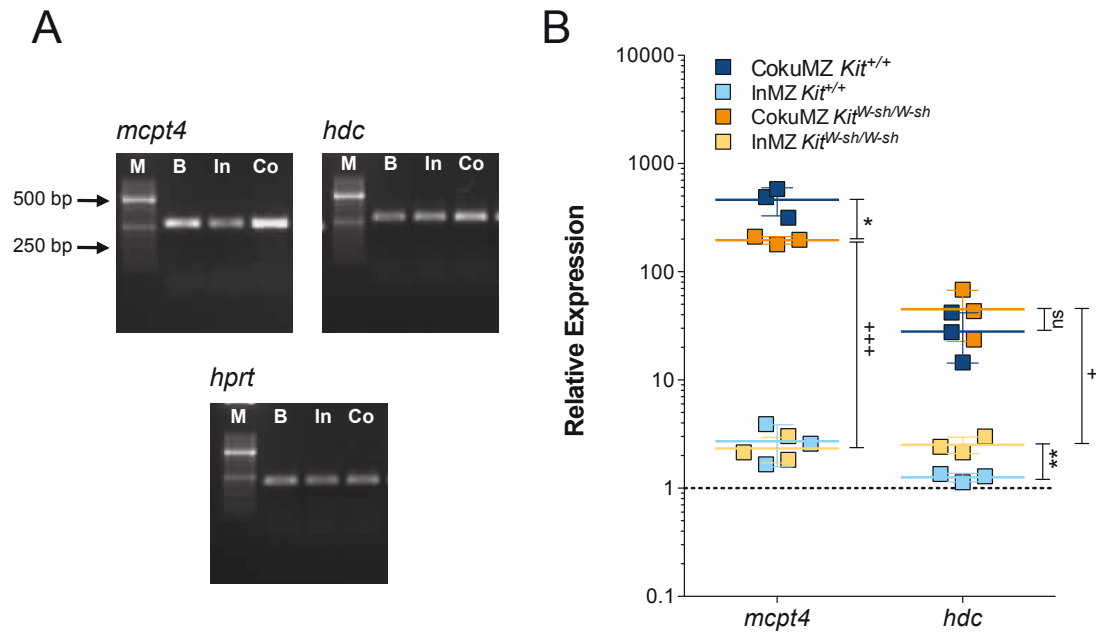 A
mcpt4
M B In Co
500 bp
250 bp
hdc
M B In Co
hprt
M B In Co
B
Relative Expression
10000
1000
100
10
1
0.1
CokuMZ Kit+/+
InMZ Kit+/+
CokuMZ KitW-sh/W-sh
InMZ KitW-sh/W-sh
*
+++
ns
+
**
mcpt4
hdc